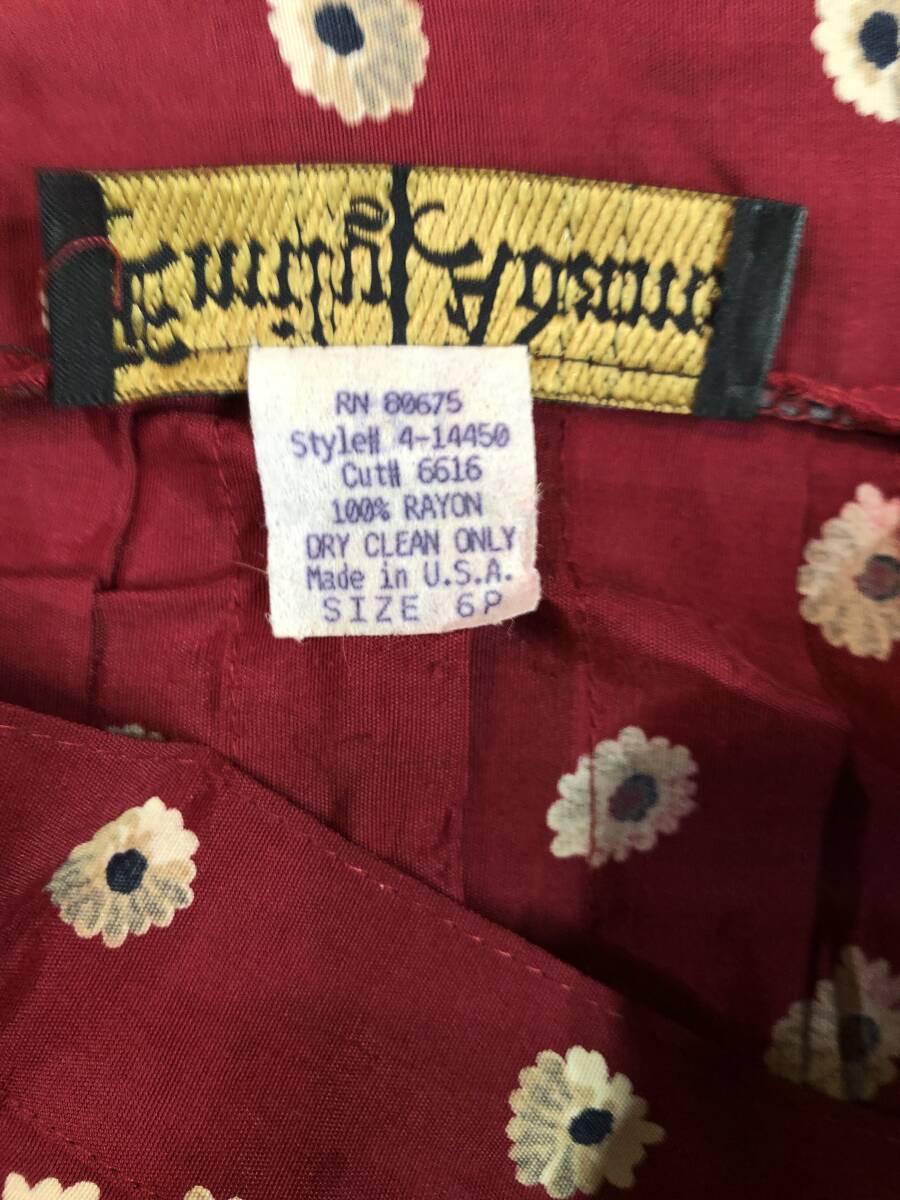 RN 80675
Style# 4-14450
Cut# 6616
100% RAYON
DRY CLEAN ONLY
Made in U.S.A.
SIZE 6P